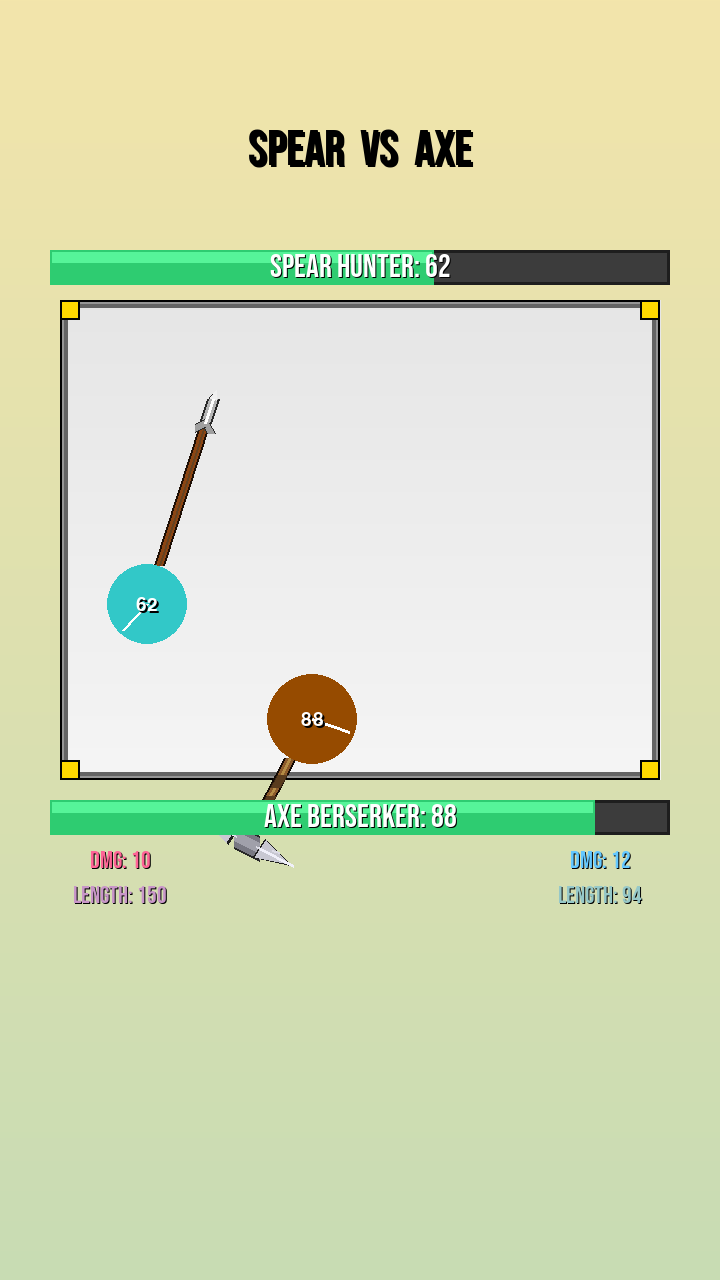 SPEAR VS AXE
SPEAR HUNTER: 62
62
88
AXE BERSERKER: 88
DMG: 10
DMG: 12
LENGTH: 150
LENGTH: 94